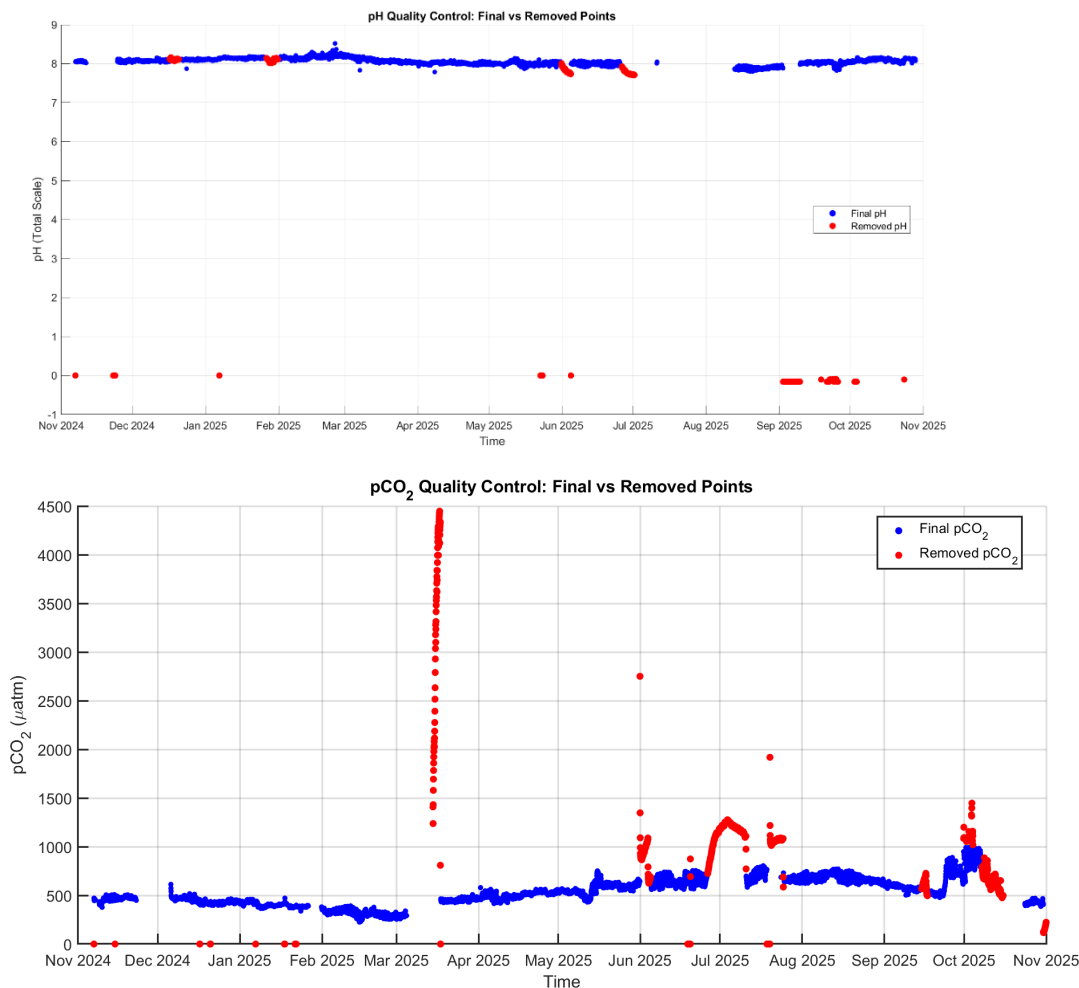 pH Quality Control: Final vs Removed Points
pH (Total Scale)
9
8
7
6
5
4
3
2
1
0
-1
Final pH
Removed pH
Nov 2024 Dec 2024 Jan 2025 Feb 2025 Mar 2025 Apr 2025 May 2025 Jun 2025 Jul 2025 Aug 2025 Sep 2025 Oct 2025 Nov 2025
Time
pCO2 Quality Control: Final vs Removed Points
pCO2 (μatm)
4500
4000
3500
3000
2500
2000
1500
1000
500
0
Final pCO2
Removed pCO2
Nov 2024 Dec 2024 Jan 2025 Feb 2025 Mar 2025 Apr 2025 May 2025 Jun 2025 Jul 2025 Aug 2025 Sep 2025 Oct 2025 Nov 2025
Time